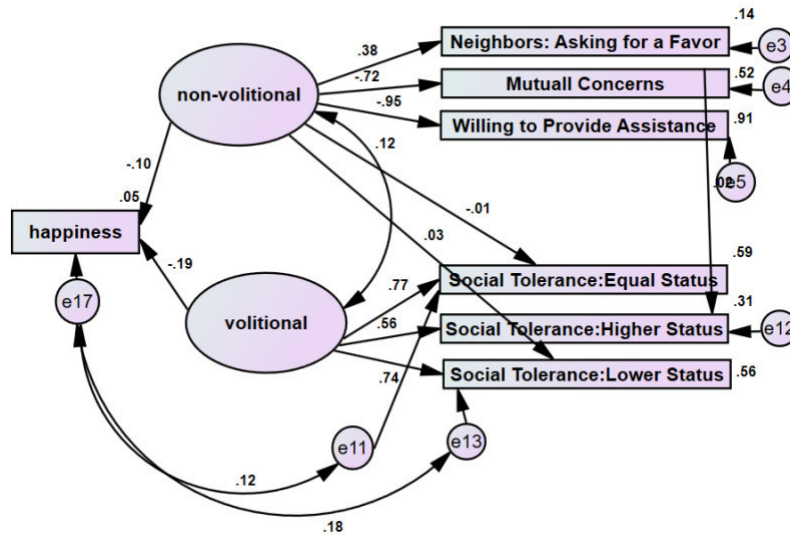 .14
Neighbors: Asking for a Favor
e3
.38
.52
non-volitional
-.72
Mutuall Concerns
e4
-.95
.91
Willing to Provide Assistance
.12
-.10
.02
e5
.05
-.01
happiness
.03
.59
-.19
.77
Social Tolerance:Equal Status
e17
.31
volitional
.56
Social Tolerance:Higher Status
e12
.74
Social Tolerance:Lower Status
.56
e11
e13
.12
.18